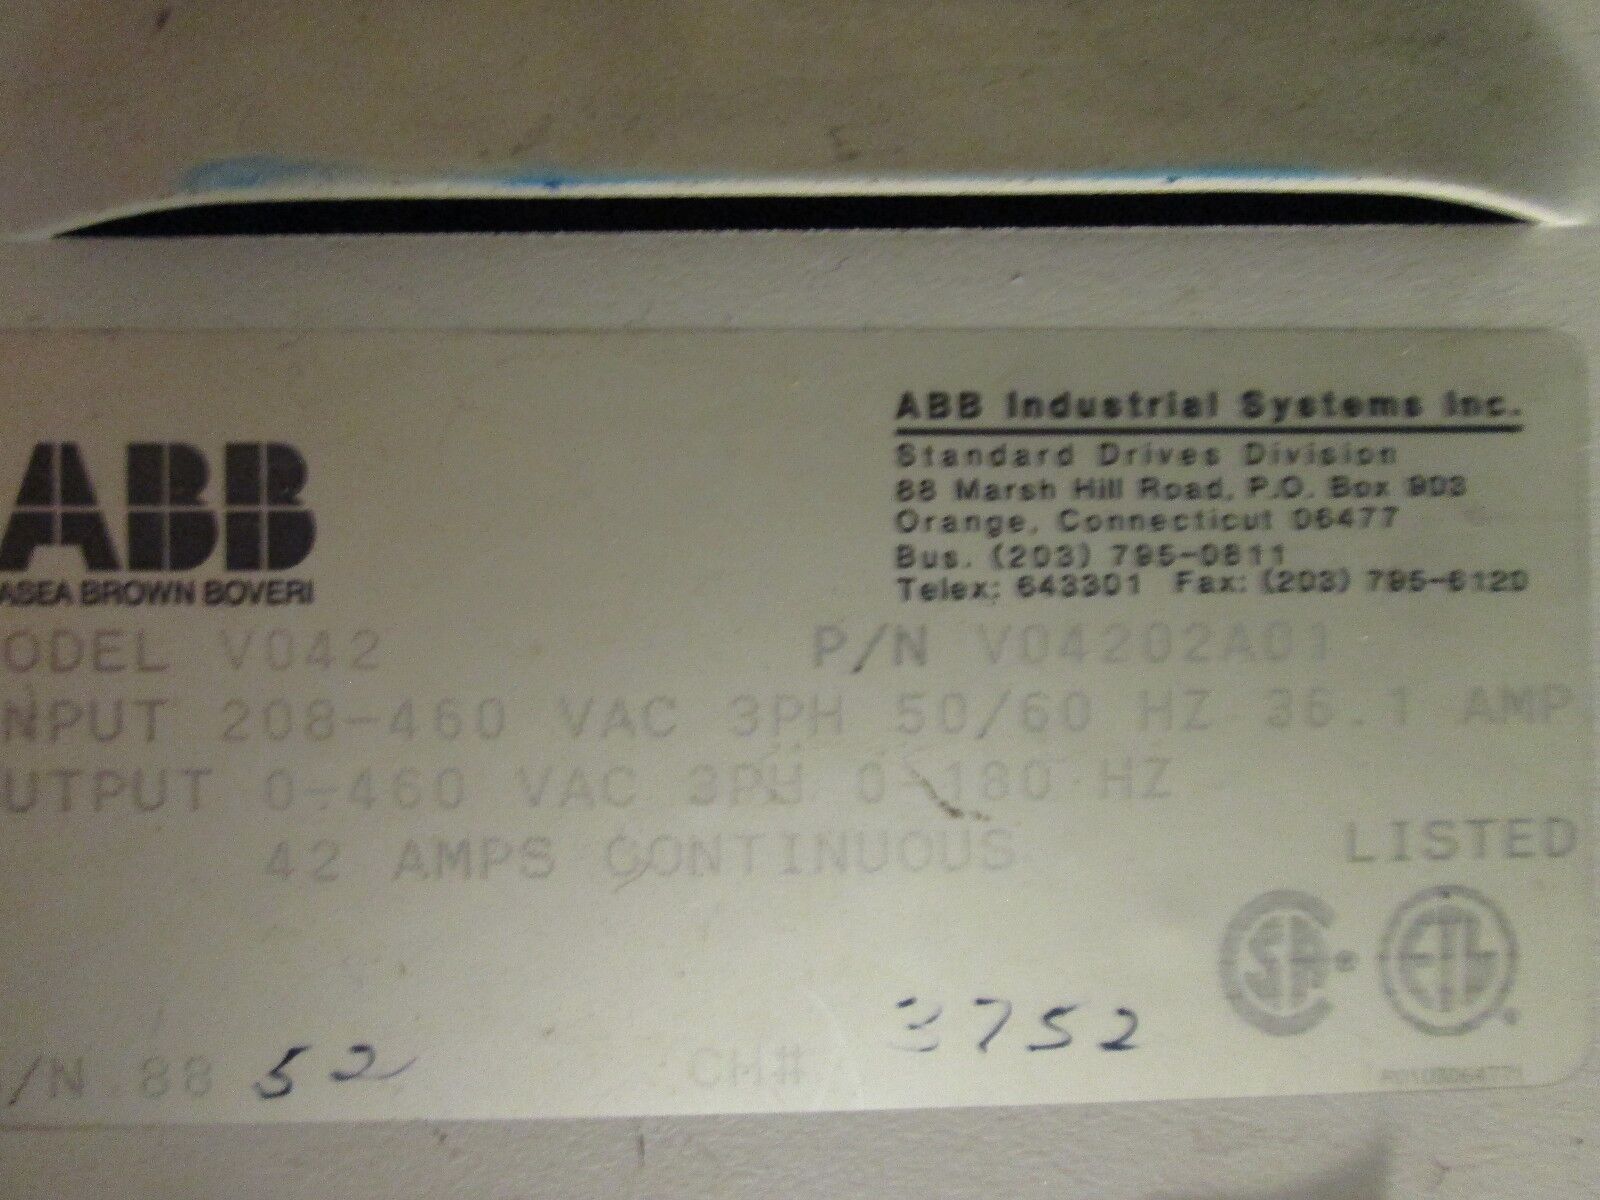 ABB
ASEA BROWN BOVERI
ABB Industrial Systems Inc.
Standard Drives Division
88 Marsh Hill Road, P.O. Box 903
Orange, Connecticut 06477
Bus. (203) 795-0811
Telex: 643301 Fax: (203) 795-6120
ODEL V042 P/N V04202A01
NPUT 208-460 VAC 3PH 50/60 HZ 36.1 AMP
UTPUT 0-460 VAC 3PH 0-180 HZ
42 AMPS CONTINUOUS
LISTED
CSA ® ETL
/N 88 52 GH# 3752